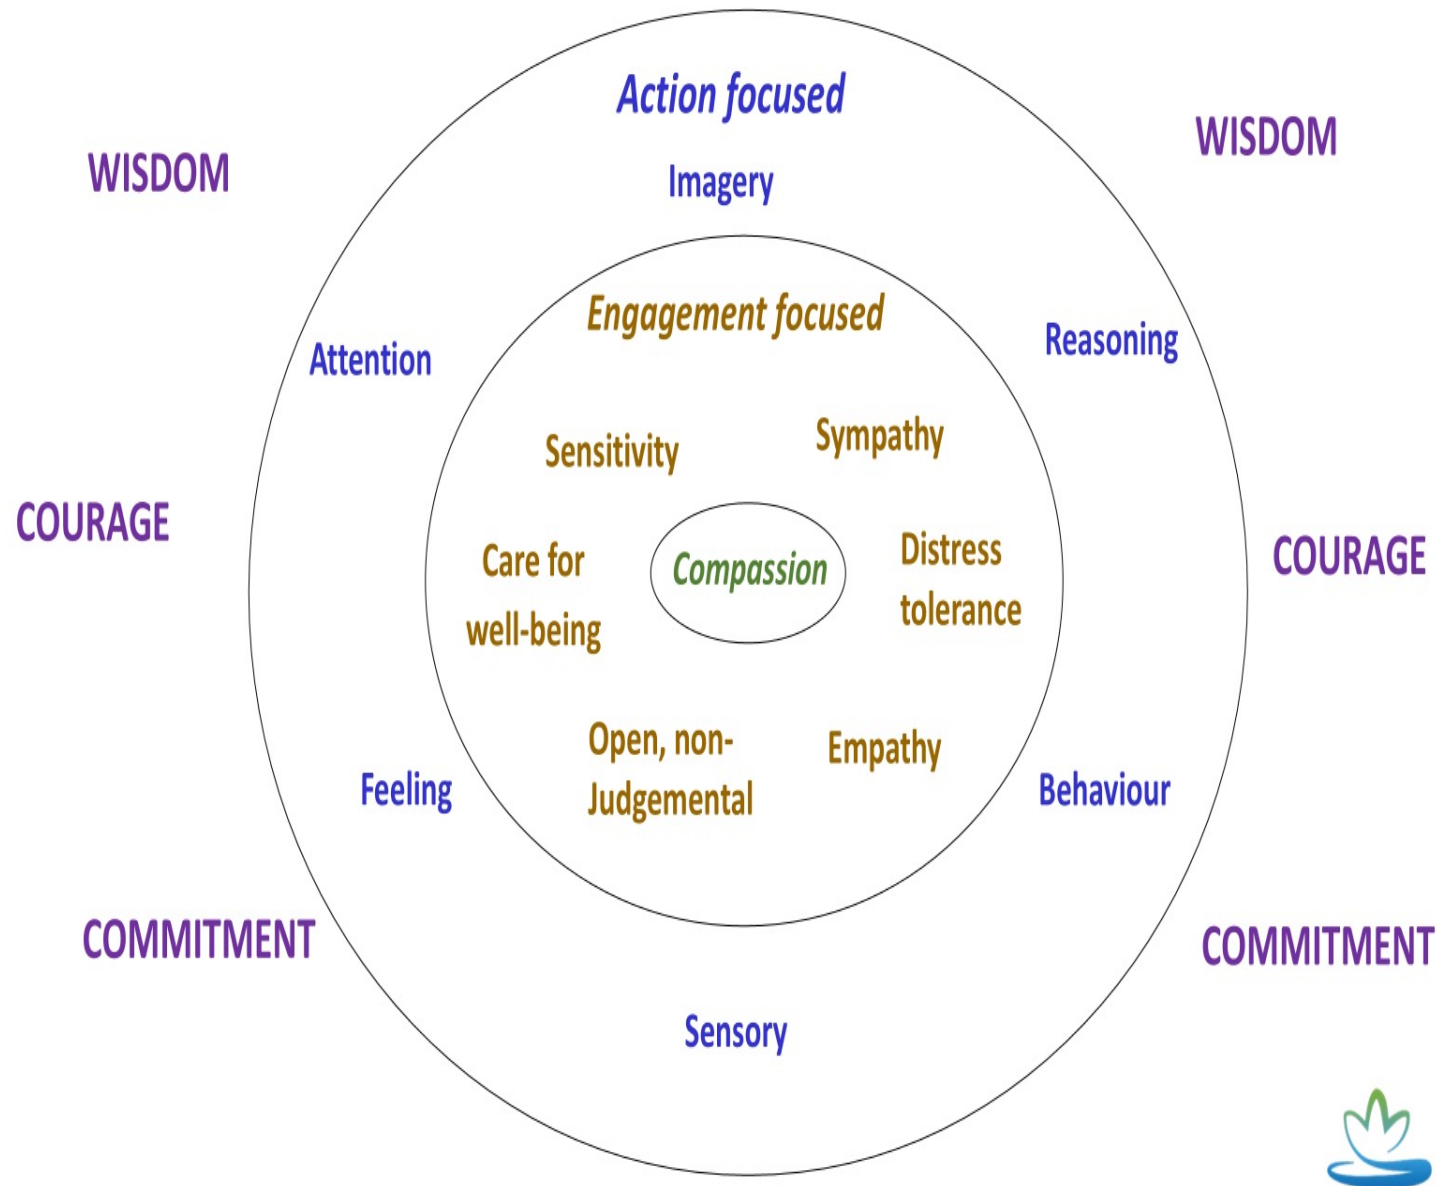 Action focused
WISDOM
WISDOM
Imagery
Engagement focused
Attention
Reasoning
Sensitivity
Sympathy
COURAGE
COURAGE
Care for
well-being
Compassion
Distress
tolerance
Open, non-
Judgemental
Empathy
Feeling
Behaviour
COMMITMENT
COMMITMENT
Sensory